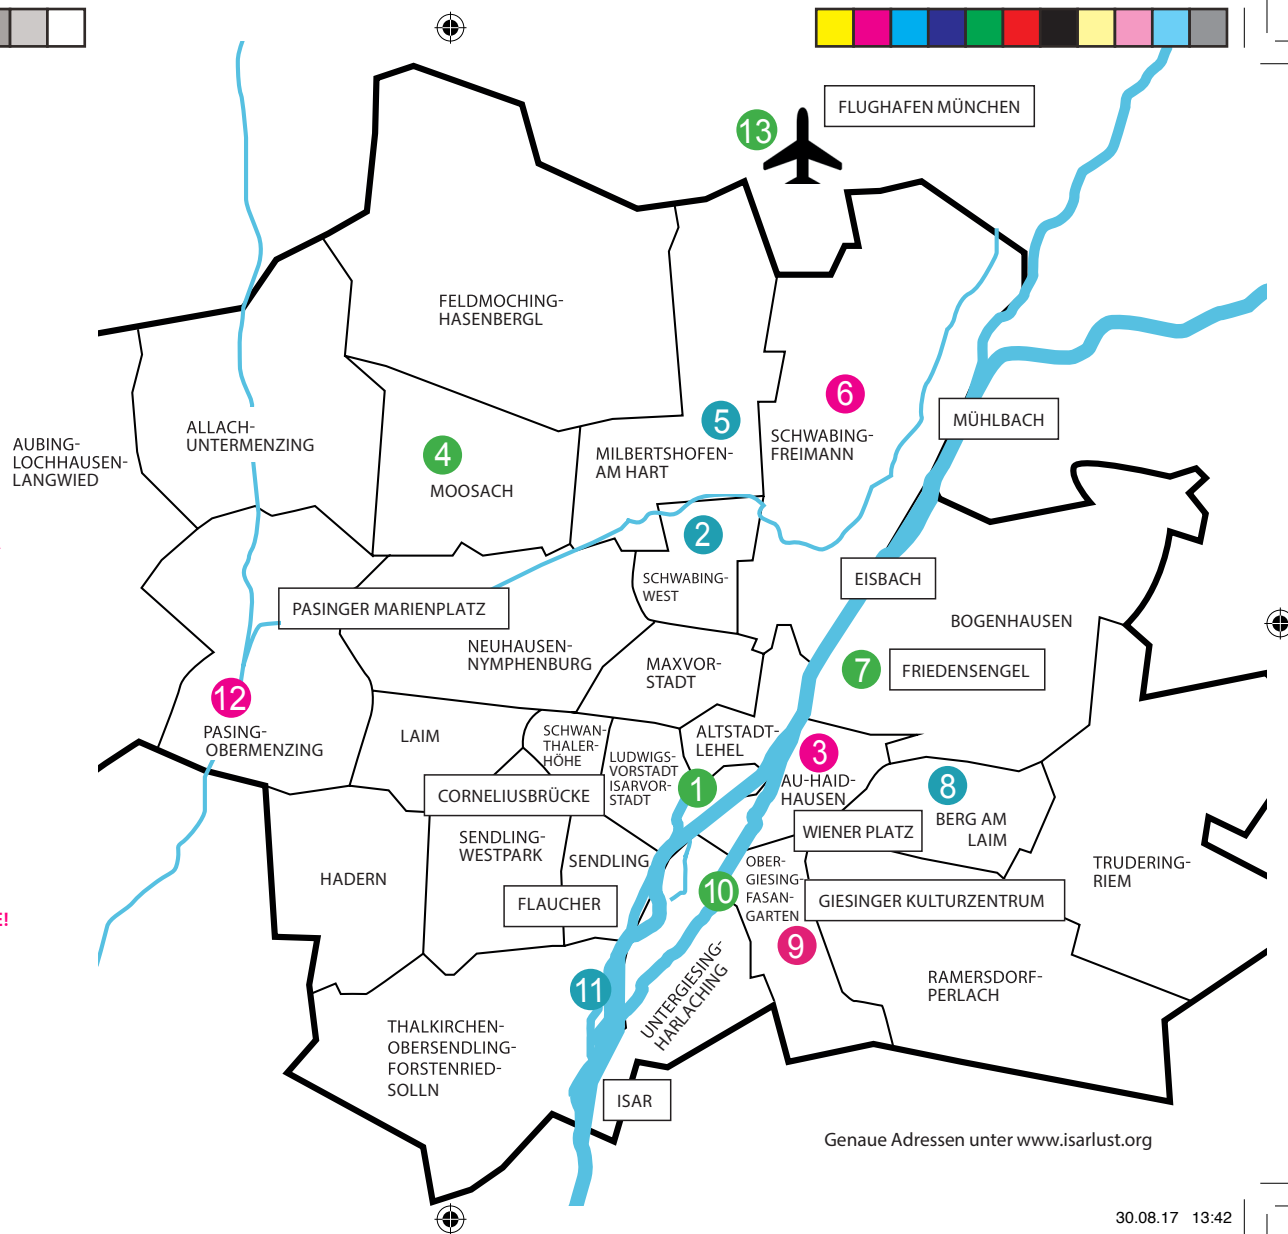 FLUGHAFEN MÜNCHEN
13
FELDMOCHING-
HASENBERGL
6
5
MÜHLBACH
ALLACH-
UNTERMENZING
AUBING-
LOCHHAUSEN-
LANGWIED
4
MOOSACH
MILBERTSHOFEN-
AM HART
SCHWABING-
FREIMANN
2
SCHWABING-
WEST
EISBACH
PASINGER MARIENPLATZ
BOGENHAUSEN
NEUHAUSEN-
NYMPHENBURG
MAXVOR-
STADT
7
FRIEDENSENGEL
12
PASING-
OBERMENZING
LAIM
SCHWAN-
THALER-
HÖHE
LUDWIGS-
VORSTADT
ISARVOR-
STADT
ALTSTADT-
LEHEL
3
AU-HAID-
HAUSEN
1
8
BERG AM
LAIM
CORNELIUSBRÜCKE
WIENER PLATZ
SENDLING-
WESTPARK
SENDLING
HADERN
OBER-
GIESING-
FASAN-
GARTEN
TRUDERING-
RIEM
10
FLAUCHER
GIESINGER KULTURZENTRUM
E!
9
11
UNTERGIESING-
HARLACHING
RAMERSDORF-
PERLACH
THALKIRCHEN-
OBERSENDLING-
FORSTENRIED-
SOLLN
ISAR
Genaue Adressen unter www.isarlust.org
30.08.17 13:42